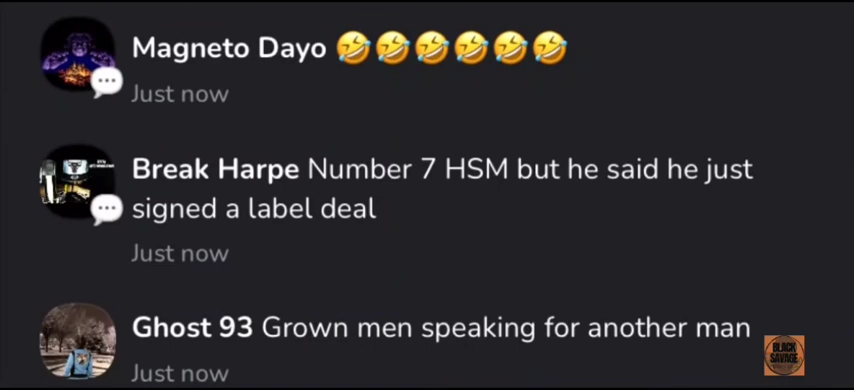 Magneto Dayo 🤣🤣🤣🤣🤣🤣
Just now
Break Harpe Number 7 HSM but he said he just
signed a label deal
Just now
Ghost 93 Grown men speaking for another man
Just now
BLACK
SAVAGE